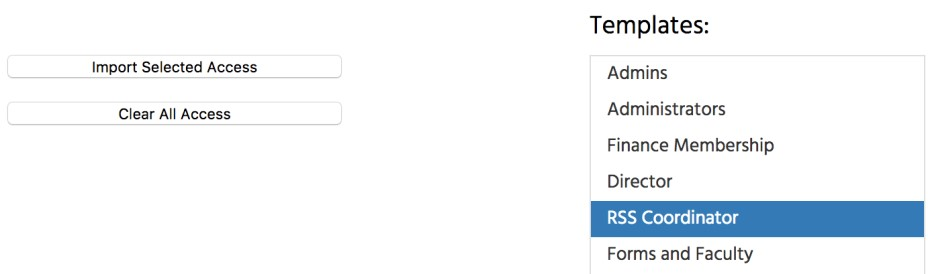 Templates:
Import Selected Access
Clear All Access
Admins
Administrators
Finance Membership
Director
RSS Coordinator
Forms and Faculty